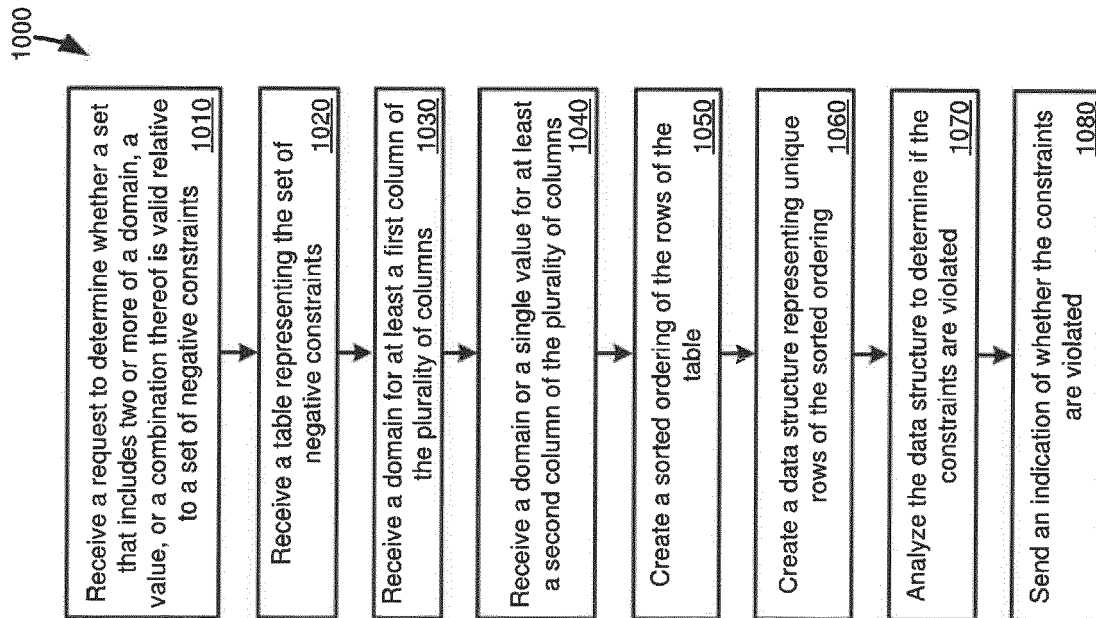 1000
Receive a request to determine whether a set
that includes two or more of a domain, a
value, or a combination thereof is valid relative
to a set of negative constraints
1010
Receive a table representing the set of
negative constraints
1020
Receive a domain for at least a first column of
the plurality of columns
1030
Receive a domain or a single value for at least
a second column of the plurality of columns
1040
Create a sorted ordering of the rows of the
table
1050
Create a data structure representing unique
rows of the sorted ordering
1060
Analyze the data structure to determine if the
constraints are violated
1070
Send an indication of whether the constraints
are violated
1080